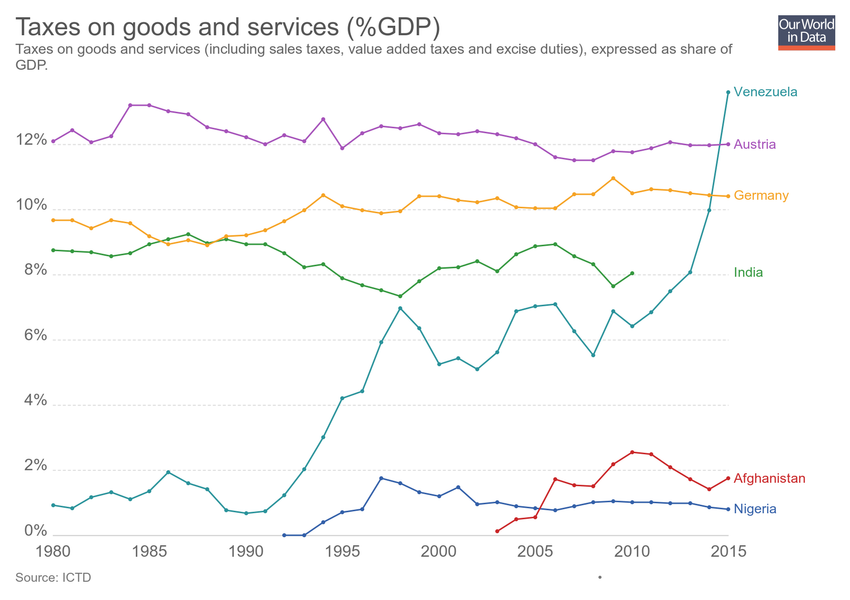 Taxes on goods and services (%GDP)
Our World
in Data
Taxes on goods and services (including sales taxes, value added taxes and excise duties), expressed as share of
GDP.
Venezuela
12%
Austria
10%
Germany
8%
India
6%
4%
2%
Afghanistan
Nigeria
0%
1980 1985 1990 1995 2000 2005 2010 2015
Source: ICTD